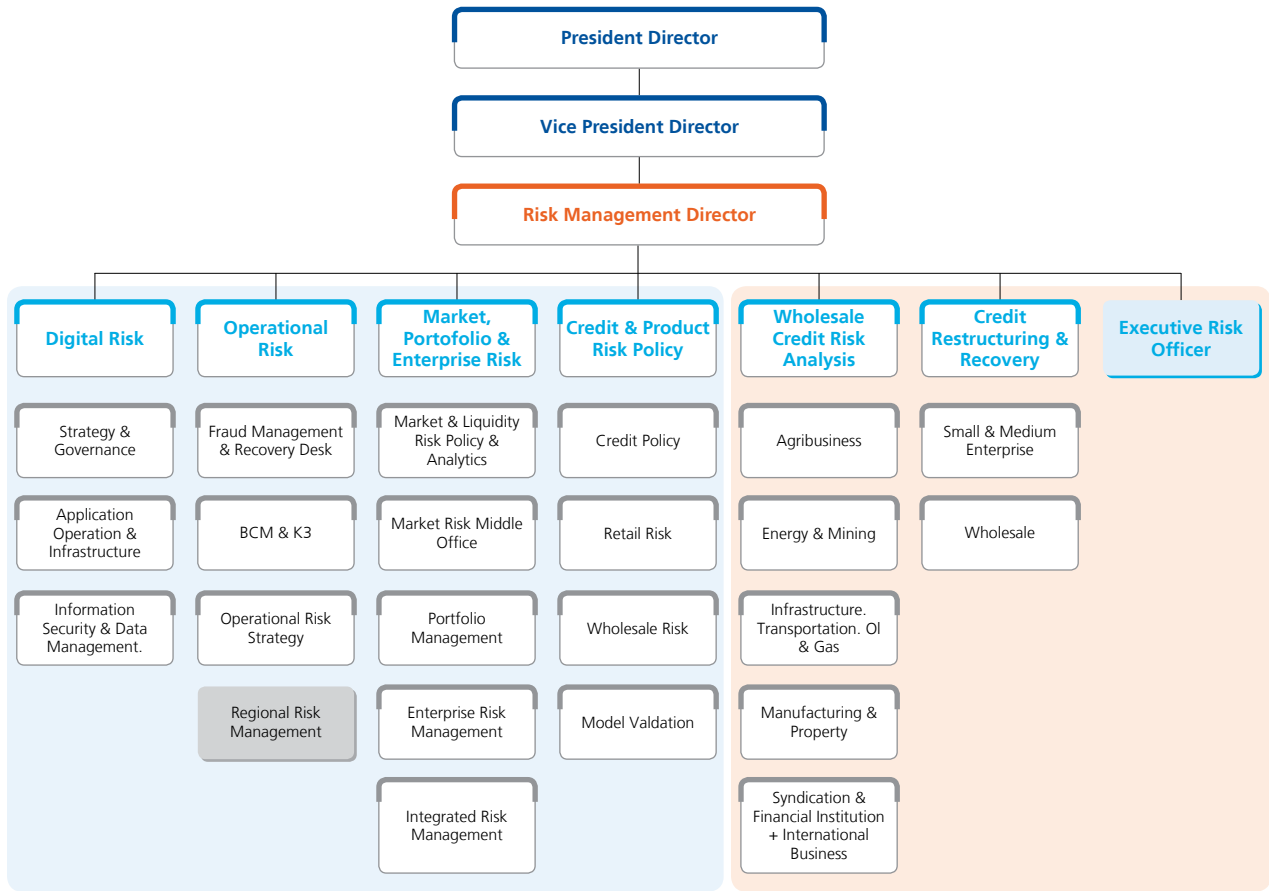 President Director
Vice President Director
Risk Management Director
Digital Risk
Operational
Risk
Market,
Portofolio &
Enterprise Risk
Credit & Product
Risk Policy
Wholesale
Credit Risk
Analysis
Credit
Restructuring &
Recovery
Executive Risk
Officer
Strategy &
Governance
Fraud Management
& Recovery Desk
Market & Liquidity
Risk Policy &
Analytics
Credit Policy
Agribusiness
Small & Medium
Enterprise
Application
Operation &
Infrastructure
BCM & K3
Market Risk Middle
Office
Retail Risk
Energy & Mining
Wholesale
Information
Security & Data
Management.
Operational Risk
Strategy
Portfolio
Management
Wholesale Risk
Infrastructure.
Transportation. Ol
& Gas
Regional Risk
Management
Enterprise Risk
Management
Model Valdation
Manufacturing &
Property
Integrated Risk
Management
Syndication &
Financial Institution
+ International
Business